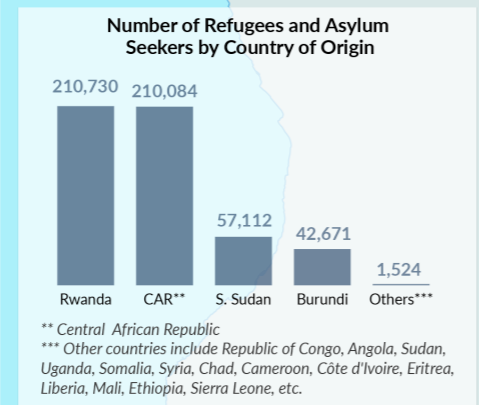 Number of Refugees and Asylum
Seekers by Country of Origin
210,730 210,084
57,112
42,671
1,524
Rwanda CAR** S. Sudan Burundi Others***
** Central African Republic
*** Other countries include Republic of Congo, Angola, Sudan,
Uganda, Somalia, Syria, Chad, Cameroon, Côte d'Ivoire, Eritrea,
Liberia, Mali, Ethiopia, Sierra Leone, etc.